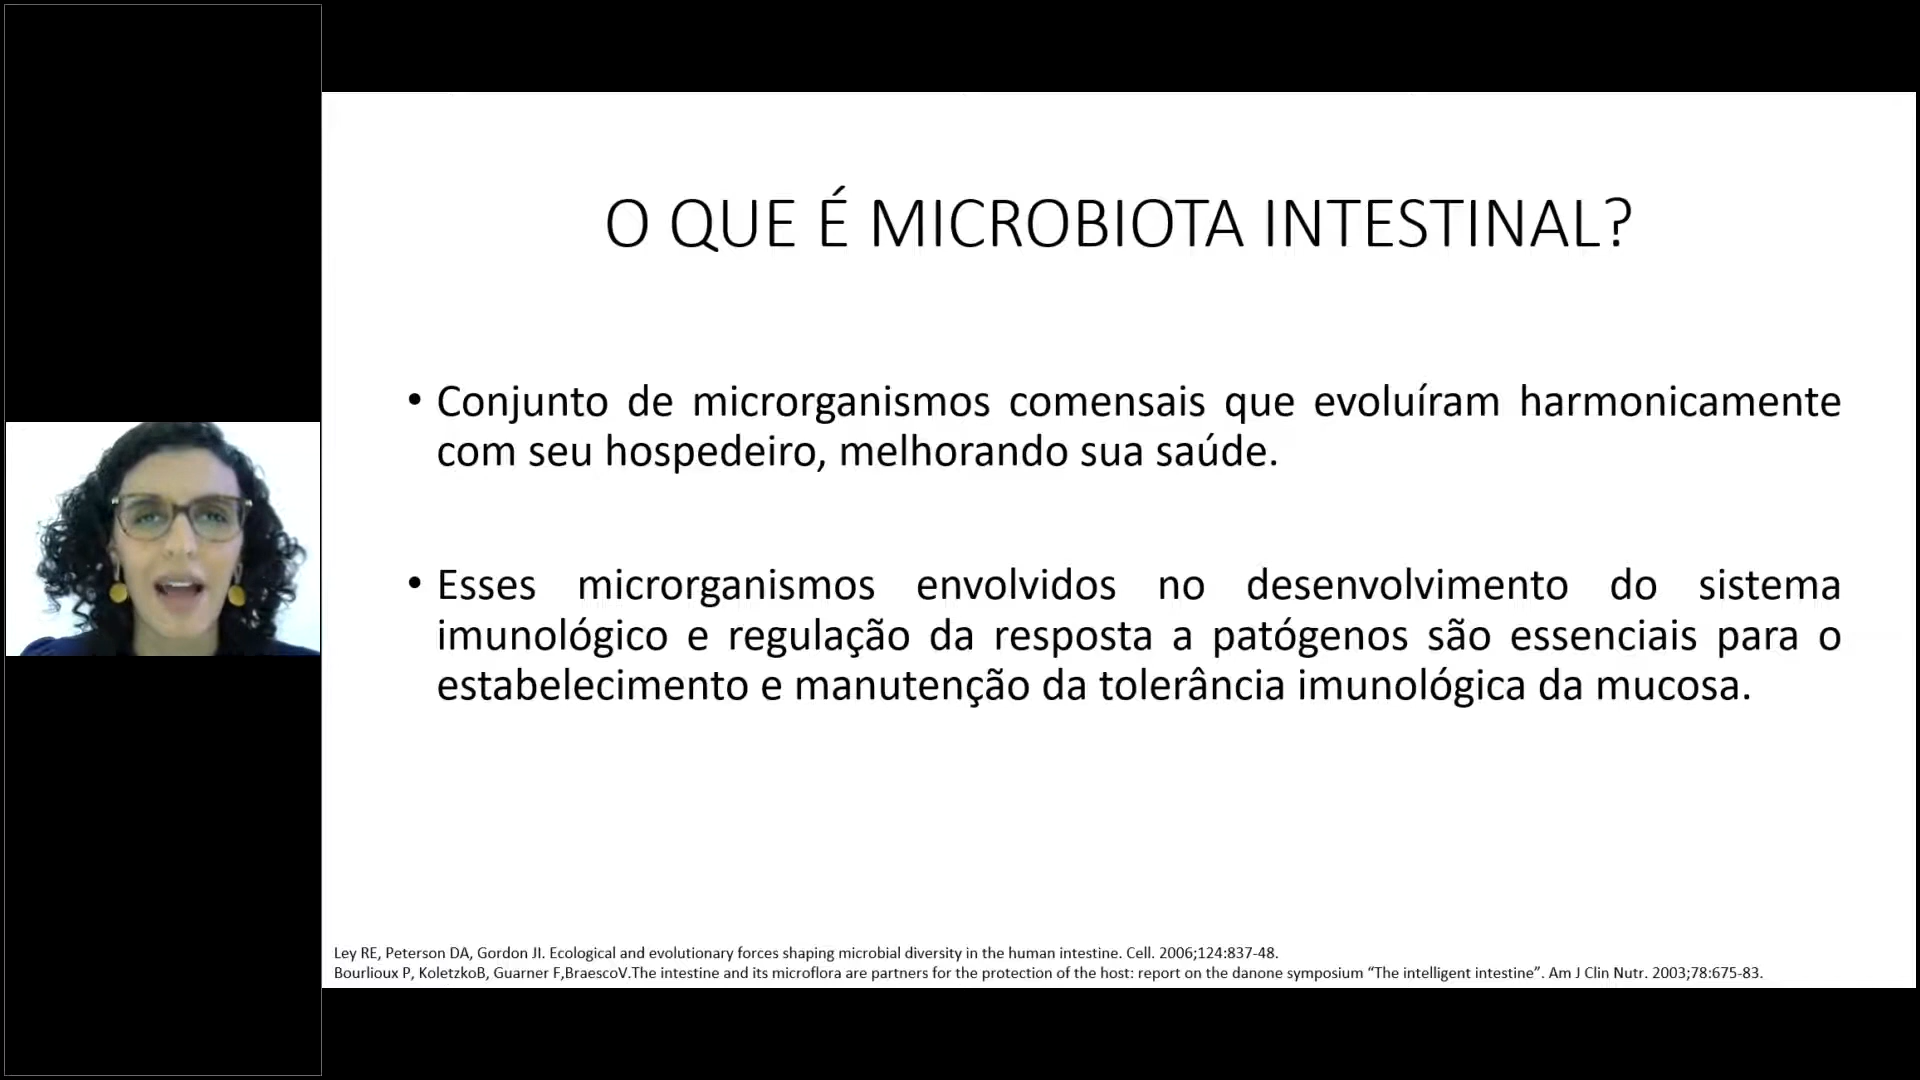 O QUE É MICROBIOTA INTESTINAL?
• Conjunto de microrganismos comensais que evoluíram harmonicamente
com seu hospedeiro, melhorando sua saúde.
• Esses microrganismos envolvidos no desenvolvimento do sistema
imunológico e regulação da resposta a patógenos são essenciais para o
estabelecimento e manutenção da tolerância imunológica da mucosa.
Ley RE, Peterson DA, Gordon JI. Ecological and evolutionary forces shaping microbial diversity in the human intestine. Cell. 2006;124:837-48.
Bourlioux P, KoletzkoB, Guarner F,BraescoV.The intestine and its microflora are partners for the protection of the host: report on the danone symposium “The intelligent intestine”. Am J Clin Nutr. 2003;78:675-83.